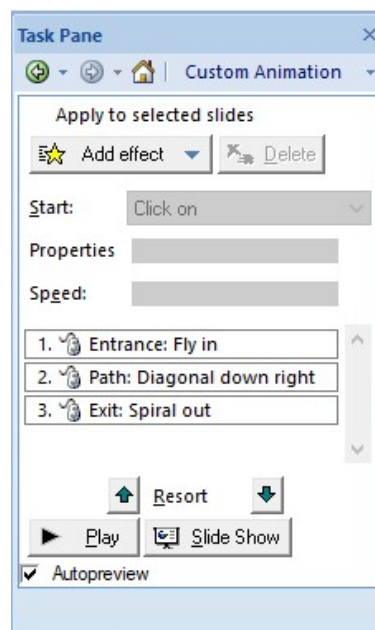 Task Pane
Custom Animation
Apply to selected slides
Add effect
Delete
Start: Click on
Properties
Speed:
1. Entrance: Fly in
2. Path: Diagonal down right
3. Exit: Spiral out
Resort
Play Slide Show
Autopreview